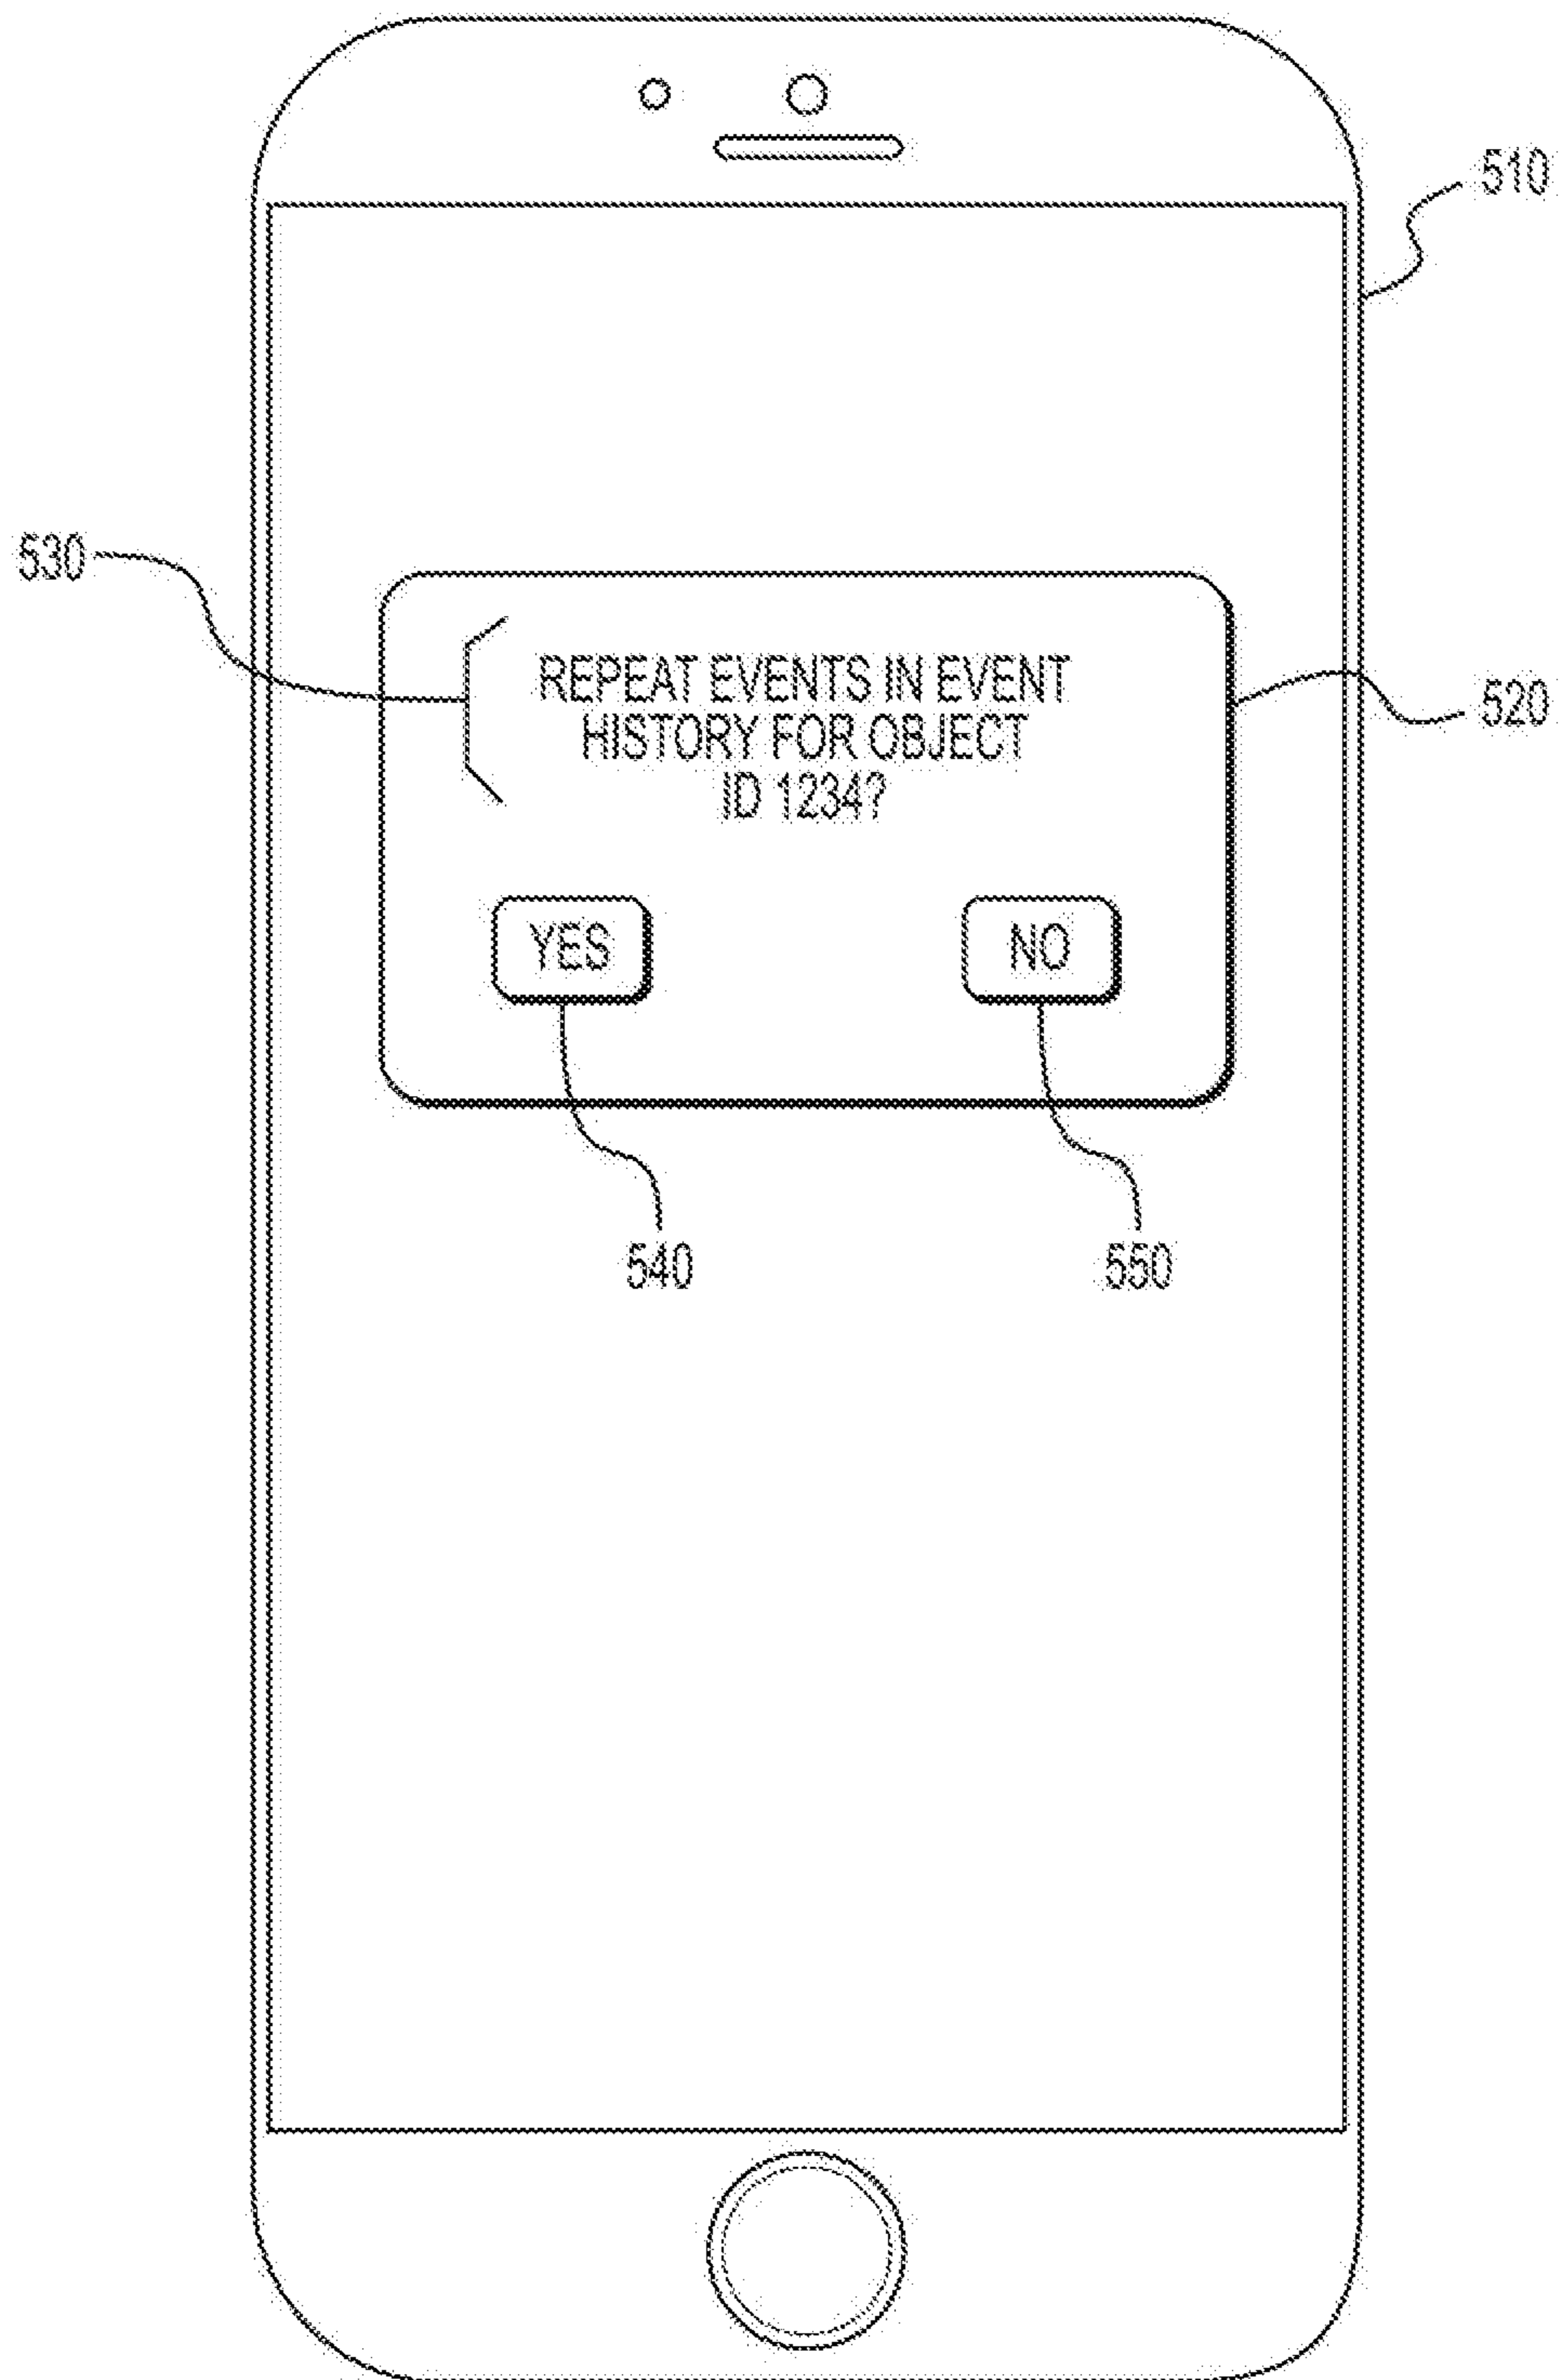 510
530
REPEAT EVENTS IN EVENT
HISTORY FOR OBJECT
ID 1234?
520
YES
NO
540
550